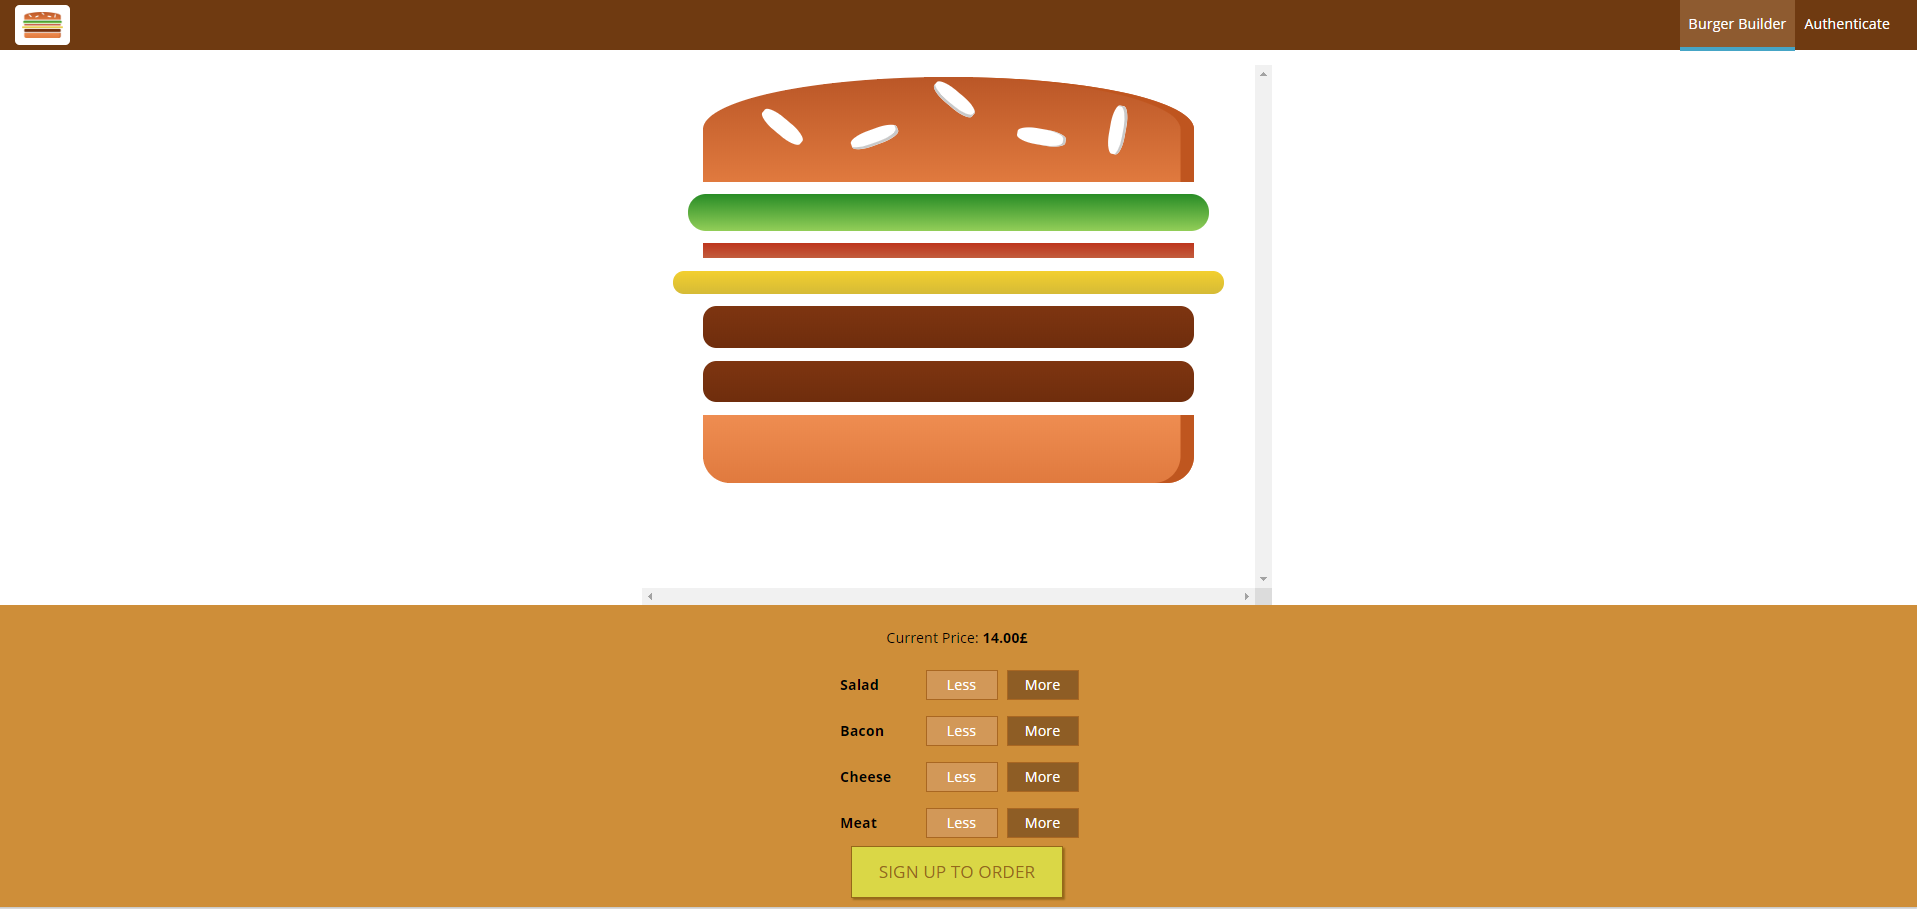 Burger Builder Authenticate
Current Price: 14.00£
Salad Less More
Bacon Less More
Cheese Less More
Meat Less More
SIGN UP TO ORDER